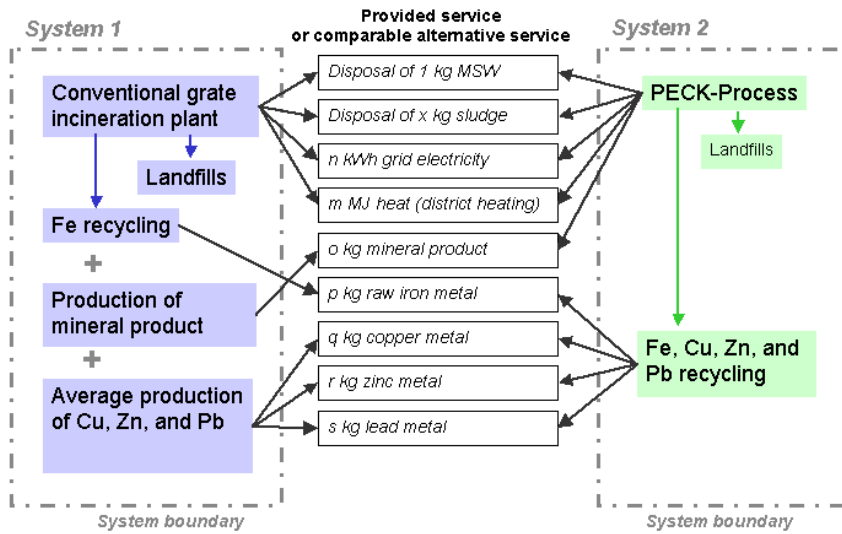 Provided service
or comparable alternative service
System 1
Conventional grate
incineration plant
Landfills
Fe recycling
+
Production of
mineral product
+
Average production
of Cu, Zn, and Pb
System boundary
Disposal of 1 kg MSW
Disposal of x kg sludge
n kWh grid electricity
m MJ heat (district heating)
o kg mineral product
p kg raw iron metal
q kg copper metal
r kg zinc metal
s kg lead metal
System 2
PECK-Process
Landfills
Fe, Cu, Zn, and
Pb recycling
System boundary